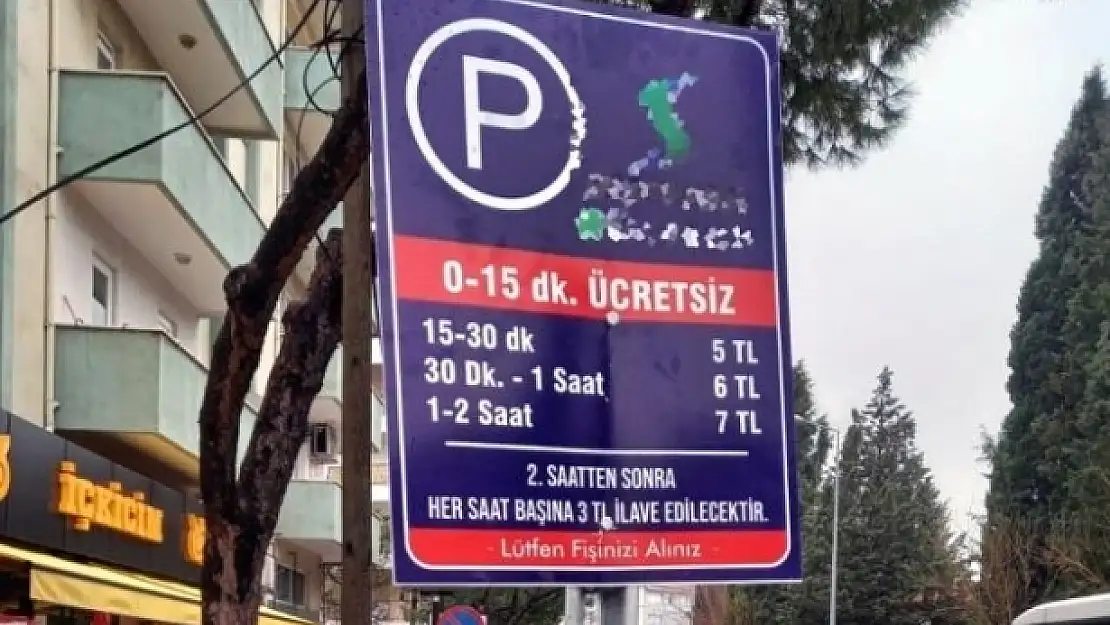 P
0-15 dk. ÜCRETSİZ
15-30 dk 5 TL
30 Dk. - 1 Saat 6 TL
1-2 Saat 7 TL
2. SAATTEN SONRA
HER SAAT BAŞINA 3 TL İLAVE EDİLECEKTİR.
- Lütfen Fişinizi Alınız -
İÇKİCİM